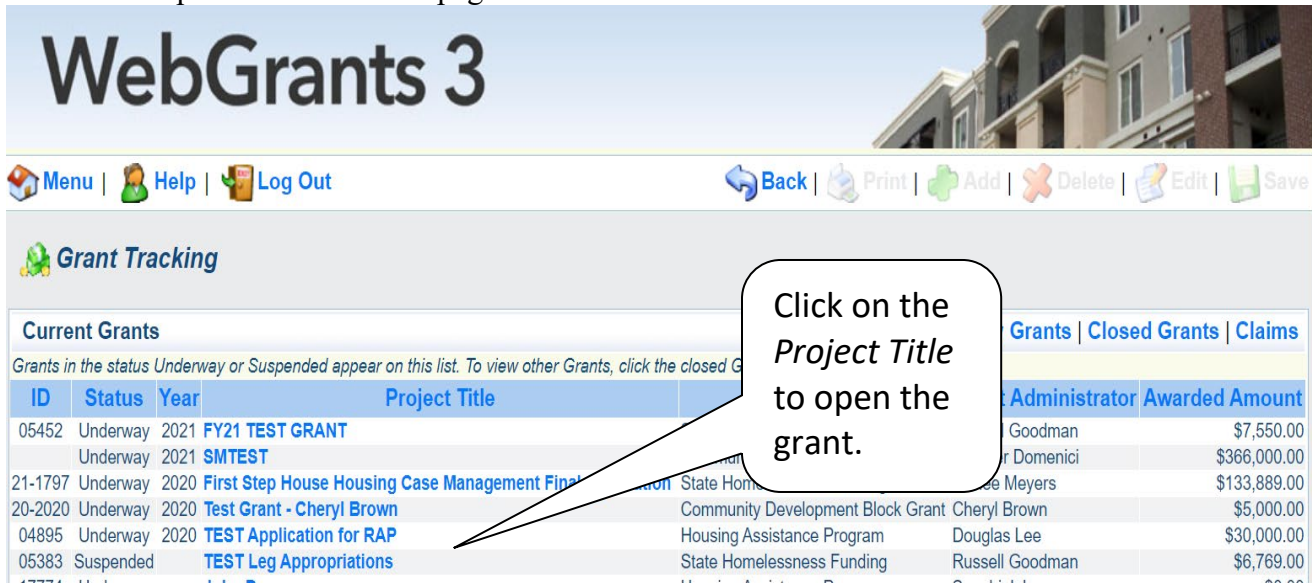 WebGrants 3
Menu | Help | Log Out Back | Print | Add | Delete | Edit | Save
Grant Tracking
Click on the
Project Title
to open the
grant.
Current Grants Grants | Closed Grants | Claims
Grants in the status Underway or Suspended appear on this list. To view other Grants, click the closed
ID Status Year Project Title Administrator Awarded Amount
05452 Underway 2021 FY21 TEST GRANT Goodman $7,550.00
Underway 2021 SMTEST Domenici $366,000.00
21-1797 Underway 2020 First Step House Housing Case Management State Meyers $133,889.00
20-2020 Underway 2020 Test Grant - Cheryl Brown Community Development Block Grant Cheryl Brown $5,000.00
04895 Underway 2020 TEST Application for RAP Housing Assistance Program Douglas Lee $30,000.00
05383 Suspended TEST Leg Appropriations State Homelessness Funding Russell Goodman $6,769.00